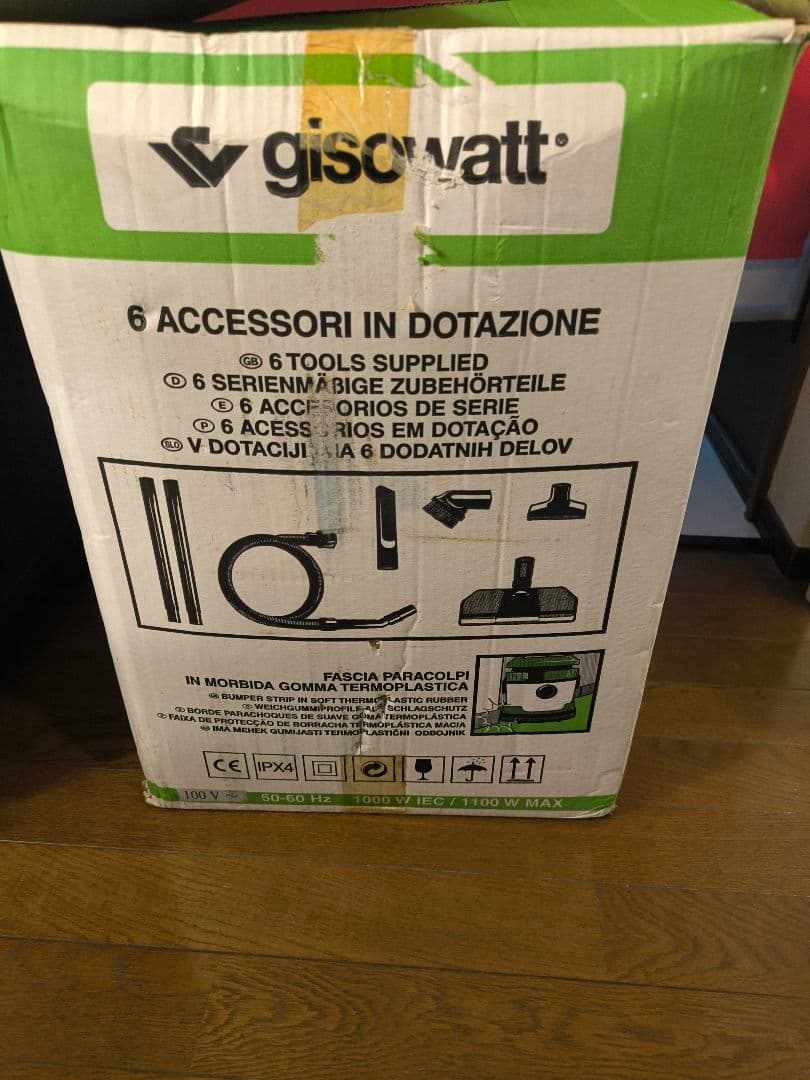 gisowatt®
6 ACCESSORI IN DOTAZIONE
GB 6 TOOLS SUPPLIED
D 6 SERIENMÄßIGE ZUBEHÖRTEILE
E 6 ACCESORIOS DE SERIE
P 6 ACESSÓRIOS EM DOTAÇÃO
SLO V DOTACIJI IMA 6 DODATNIH DELOV
FASCIA PARACOLPI
IN MORBIDA GOMMA TERMOPLASTICA
GB BUMPER STRIP IN SOFT THERMOPLASTIC RUBBER
D WEICHGUMMIPROFILE ALS SCHLAGSCHUTZ
E BORDE PARACHOQUES DE SUAVE GOMA TERMOPLÁSTICA
P FAIXA DE PROTECÇÃO DE BORRACHA TERMOPLÁSTICA MACIA
IMA MEHEK GUMIJASTI TERMOPLASTIČNI ODBOJNIK
CE IPX4
100 V ~ 50-60 Hz 1000 W IEC / 1100 W MAX